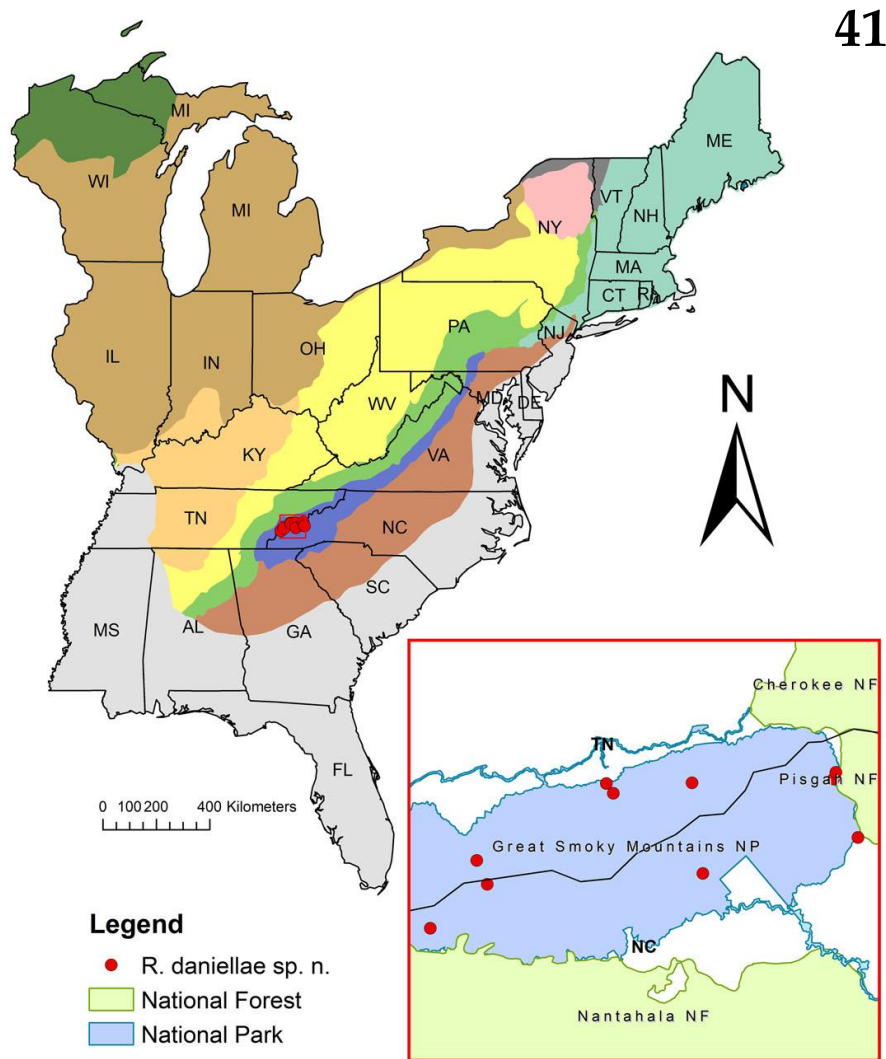 41
ME
MI
VT
WI
NH
MI
NY
MA
CT
RI
PA
NJ
OH
IL
IN
MD
DE
WV
N
VA
KY
TN
NC
SC
MS
AL
GA
FL
0 100 200 400 Kilometers
Cherokee NF
TN
Pisgah NF
Great Smoky Mountains NP
NC
Nantahala NF
Legend
R. daniellae sp. n.
National Forest
National Park